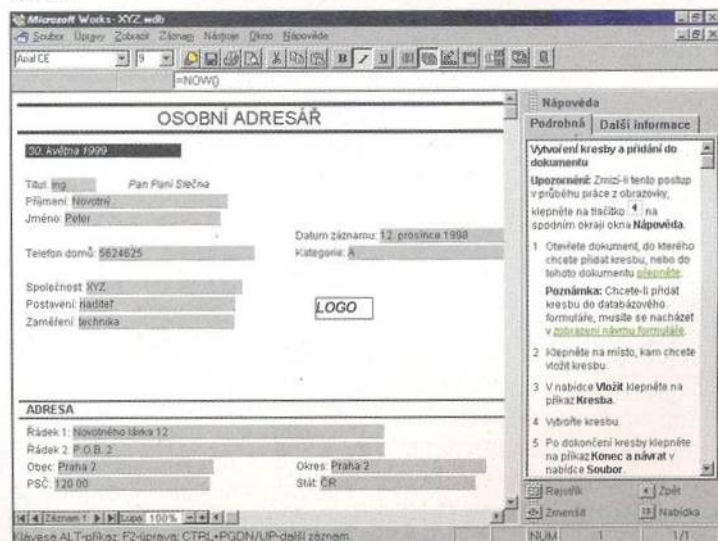 Microsoft Works - XYZ.wdb
Soubor Úpravy Zobrazit Záznam Nástroje Okno Nápověda
Arial CE 9 B I U
=NOW()
OSOBNÍ ADRESÁŘ
30. května 1999
Titul: Ing Pan Paní Slečna
Příjmení: Novotný
Jméno: Peter
Datum záznamu: 12. prosince 1998
Telefon domů: 5624625 Kategorie: A
Společnost: XYZ
Postavení: riaditeľ
LOGO
Zaměření: technika
ADRESA
Řádek 1: Novotného lávka 12
Řádek 2: P.O.B. 2
Obec: Praha 2 Okres: Praha 2
PSČ: 120 00 Stát: ČR
Záznam 1 Lupa 100%
Klávesa ALT-příkaz; F2-úprava; CTRL+PGDN/UP-další záznam.
NUM 1 1/1
Nápověda
Podrobná Další informace
Vytvoření kresby a přidání do
dokumentu
Upozornění: Zmizí-li tento postup
v průběhu práce z obrazovky,
klepněte na tlačítko na
spodním okraji okna Nápověda.
1 Otevřete dokument, do kterého
chcete přidat kresbu, nebo do
tohoto dokumentu přepněte.
Poznámka: Chcete-li přidat
kresbu do databázového
formuláře, musíte se nacházet
v zobrazení návrhu formuláře.
2 Klepněte na místo, kam chcete
vložit kresbu.
3 V nabídce Vložit klepněte na
příkaz Kresba.
4 Vytvořte kresbu.
5 Po dokončení kresby klepněte
na příkaz Konec a návrat v
nabídce Soubor.
Rejstřík Zpět
Zmenšit Nabídka